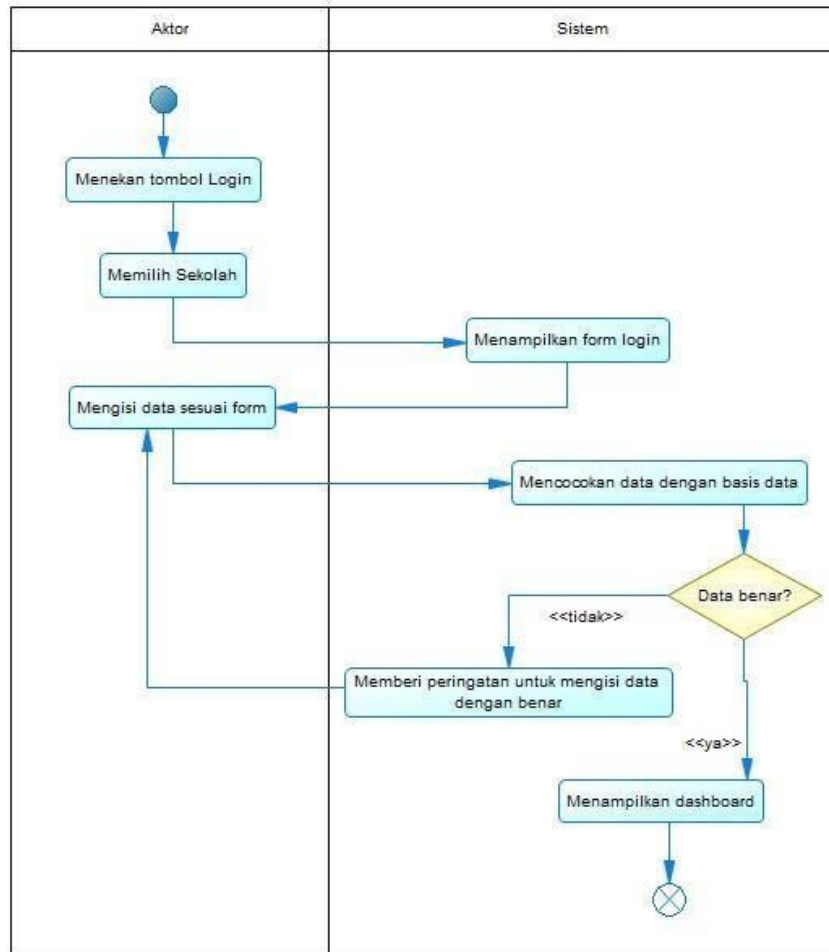 Aktor
Sistem
Menekan tombol Login
Memilih Sekolah
Menampilkan form login
Mengisi data sesuai form
Mencocokan data dengan basis data
Data benar?
<<tidak>>
Memberi peringatan untuk mengisi data
dengan benar
<<ya>>
Menampilkan dashboard